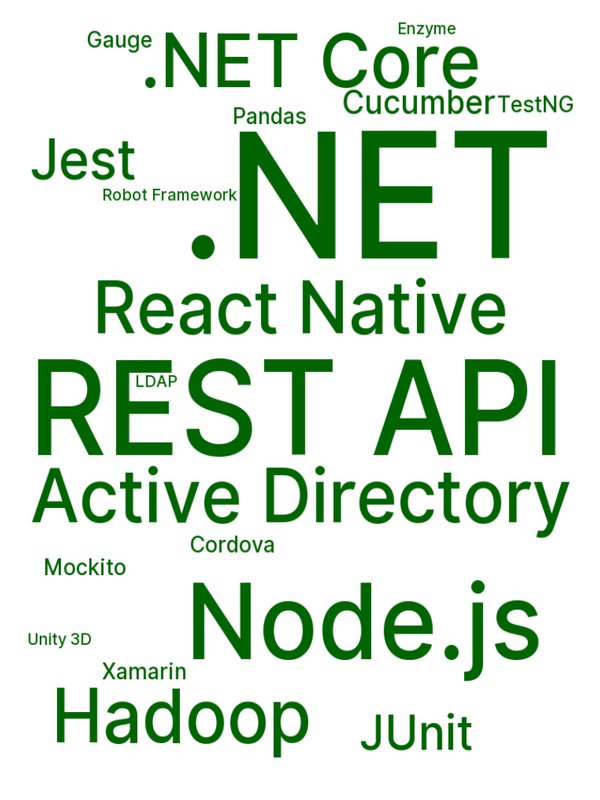 Enzyme
Gauge
.NET Core
Cucumber
TestNG
Pandas
.NET
Jest
Robot Framework
React Native
REST API
LDAP
Active Directory
Cordova
Mockito
Node.js
Unity 3D
Xamarin
Hadoop
JUnit